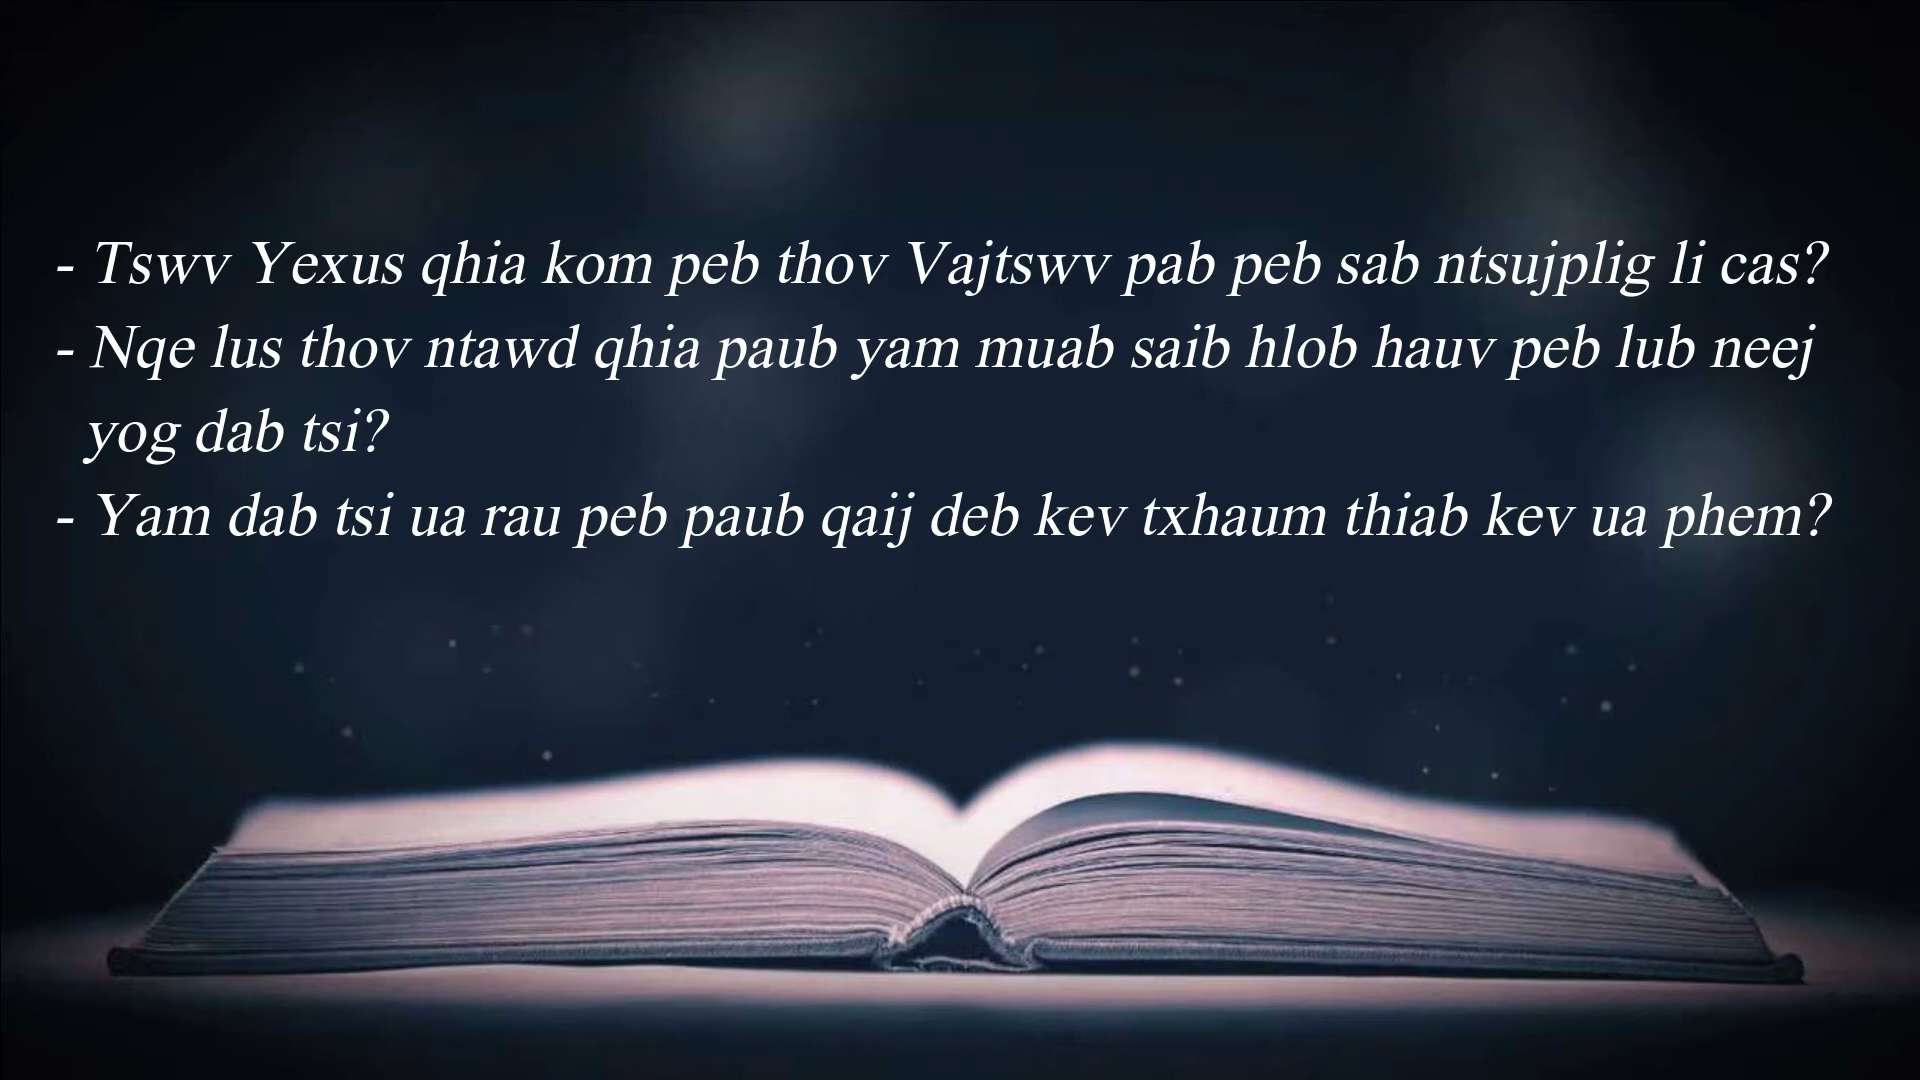 - Tswv Yexus qhia kom peb thov Vajtswv pab peb sab ntsujplig li cas?
- Nqe lus thov ntawd qhia paub yam muab saib hlob hauv peb lub neej
yog dab tsi?
- Yam dab tsi ua rau peb paub qaij deb kev txhaum thiab kev ua phem?